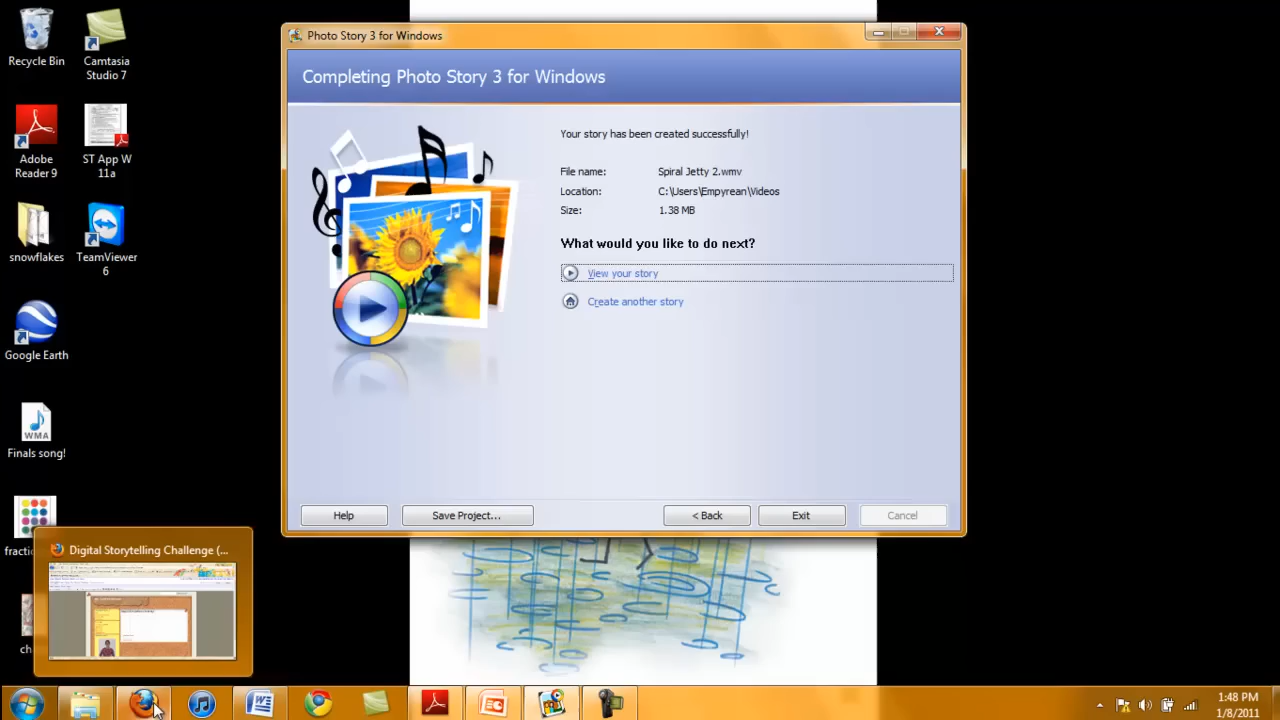 Recycle Bin
Camtasia
Studio 7
Adobe
Reader 9
ST App W
11a
snowflakes
TeamViewer
6
Google Earth
WMA
Finals song!
Photo Story 3 for Windows
Completing Photo Story 3 for Windows
Your story has been created successfully!
File name: Spiral Jetty 2.wmv
Location: C:\Users\Empyrean\Videos
Size: 1.38 MB
What would you like to do next?
View your story
Create another story
Help
Save Project...
< Back
Exit
Cancel
Digital Storytelling Challenge (...
1:48 PM
1/8/2011